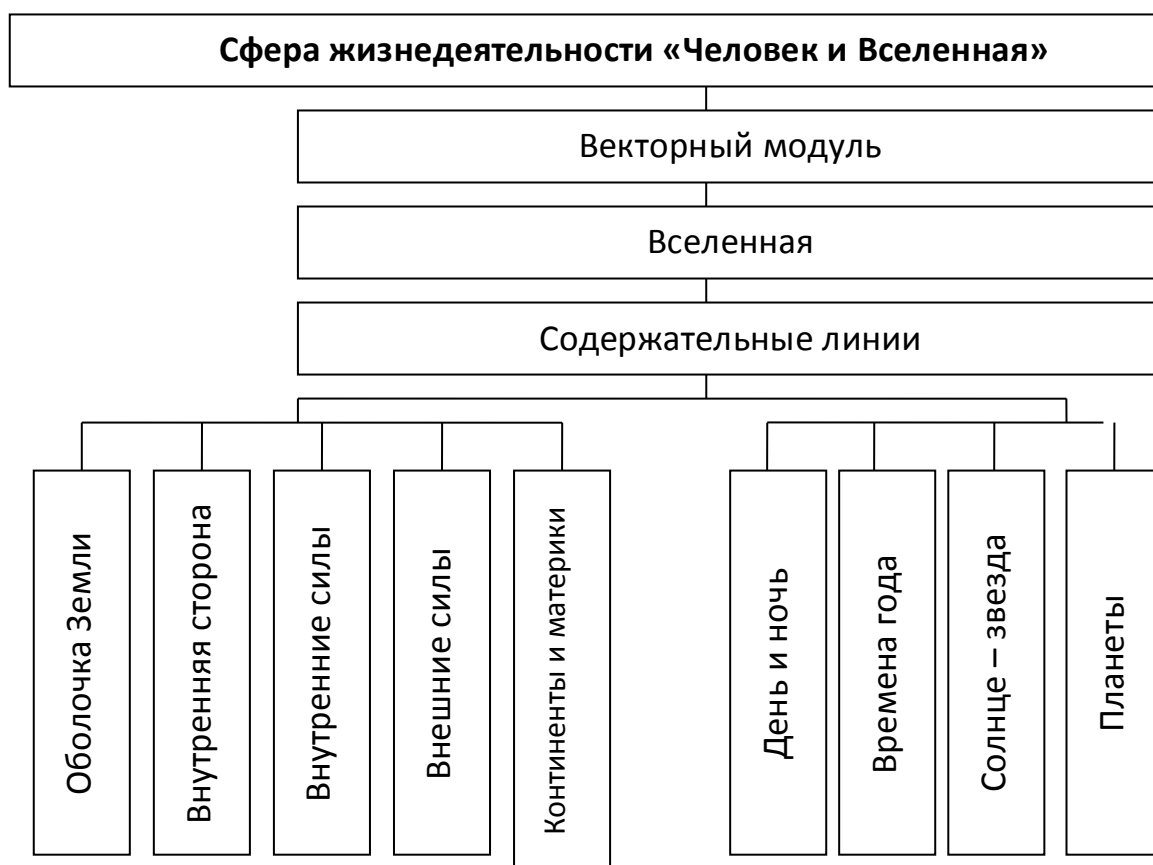 Сфера жизнедеятельности «Человек и Вселенная»
Векторный модуль
Вселенная
Содержательные линии
Оболочка Земли
Внутренняя сторона
Внутренние силы
Внешние силы
Континенты и материки
День и ночь
Времена года
Солнце – звезда
Планеты